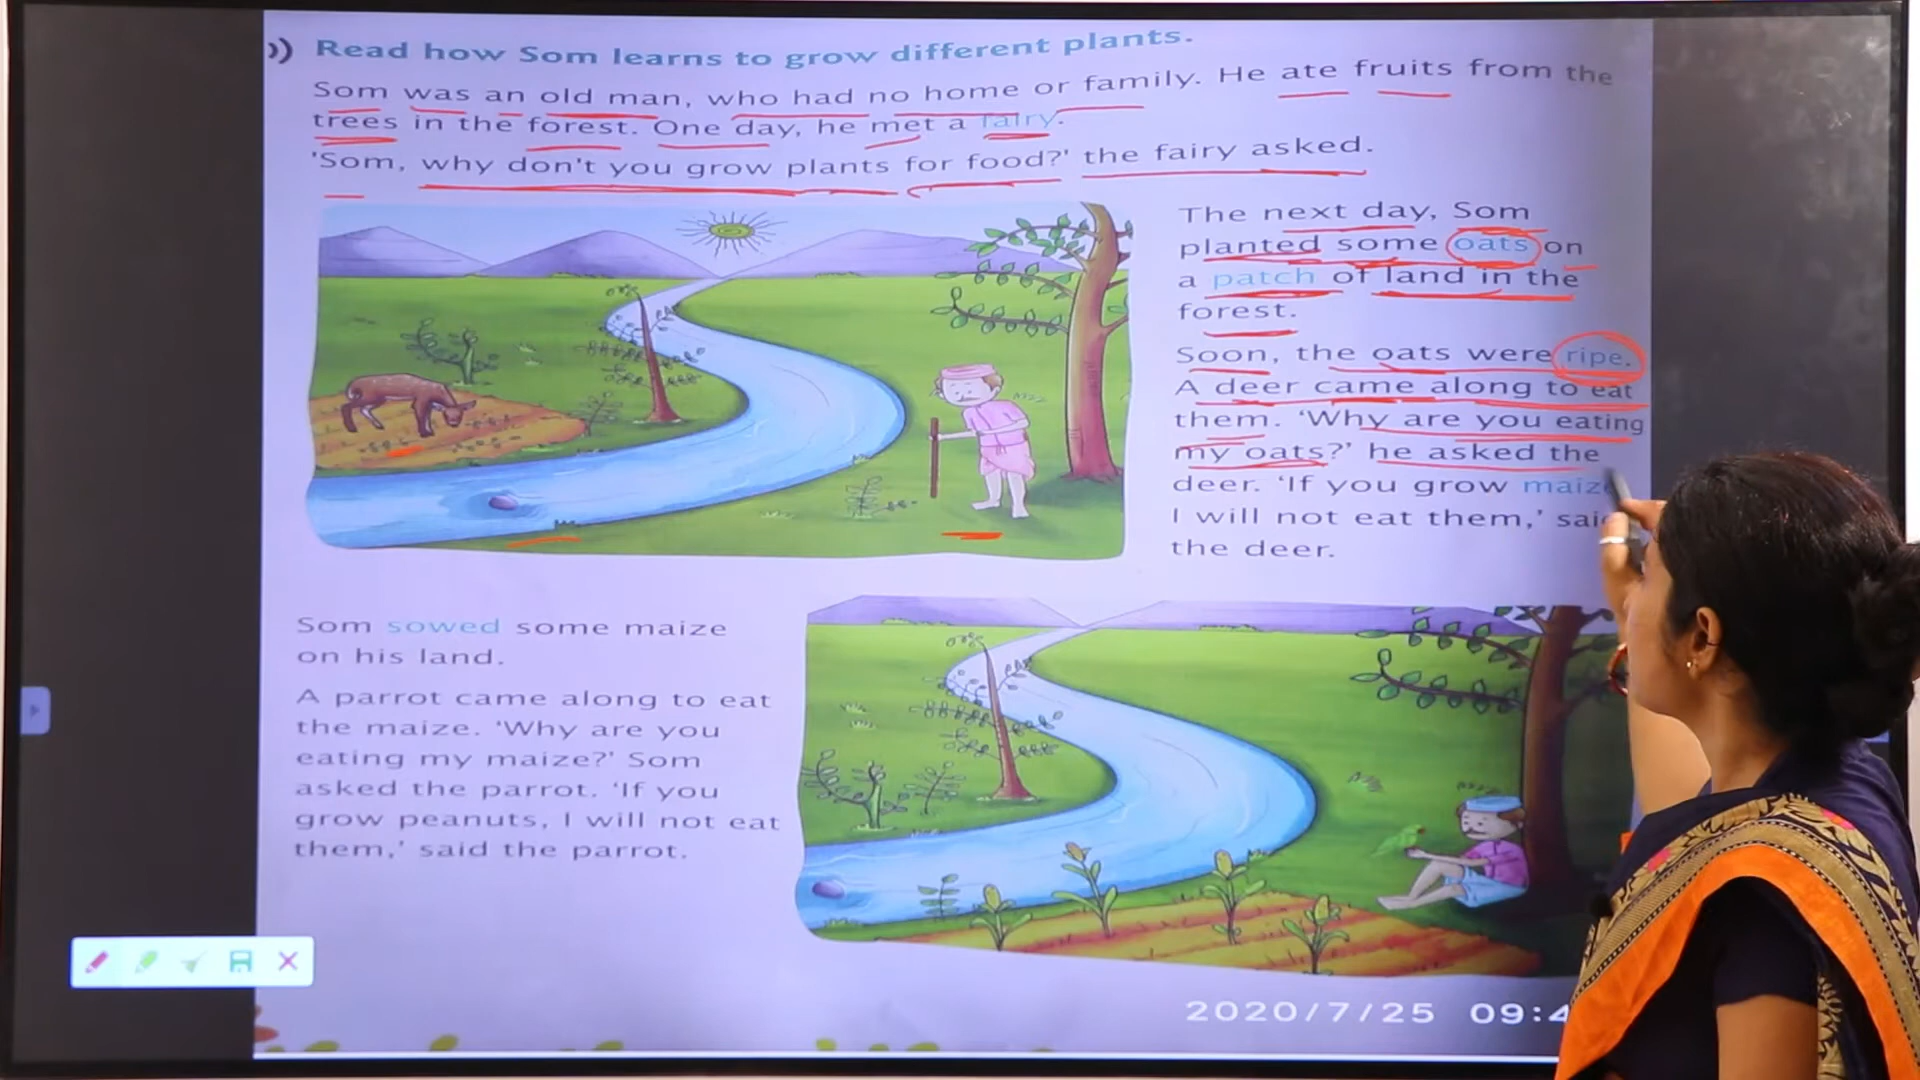 Read how Som learns to grow different plants.
Som was an old man, who had no home or family. He ate fruits from the
trees in the forest. One day, he met a fairy.
'Som, why don't you grow plants for food?' the fairy asked.
The next day, Som
planted some oats on
a patch of land in the
forest.
Soon, the oats were ripe.
A deer came along to eat
them. ‘Why are you eating
my oats?’ he asked the
deer. ‘If you grow maize
I will not eat them,’ said
the deer.
Som sowed some maize
on his land.
A parrot came along to eat
the maize. ‘Why are you
eating my maize?’ Som
asked the parrot. ‘If you
grow peanuts, I will not eat
them,’ said the parrot.
2020/7/25 09:4